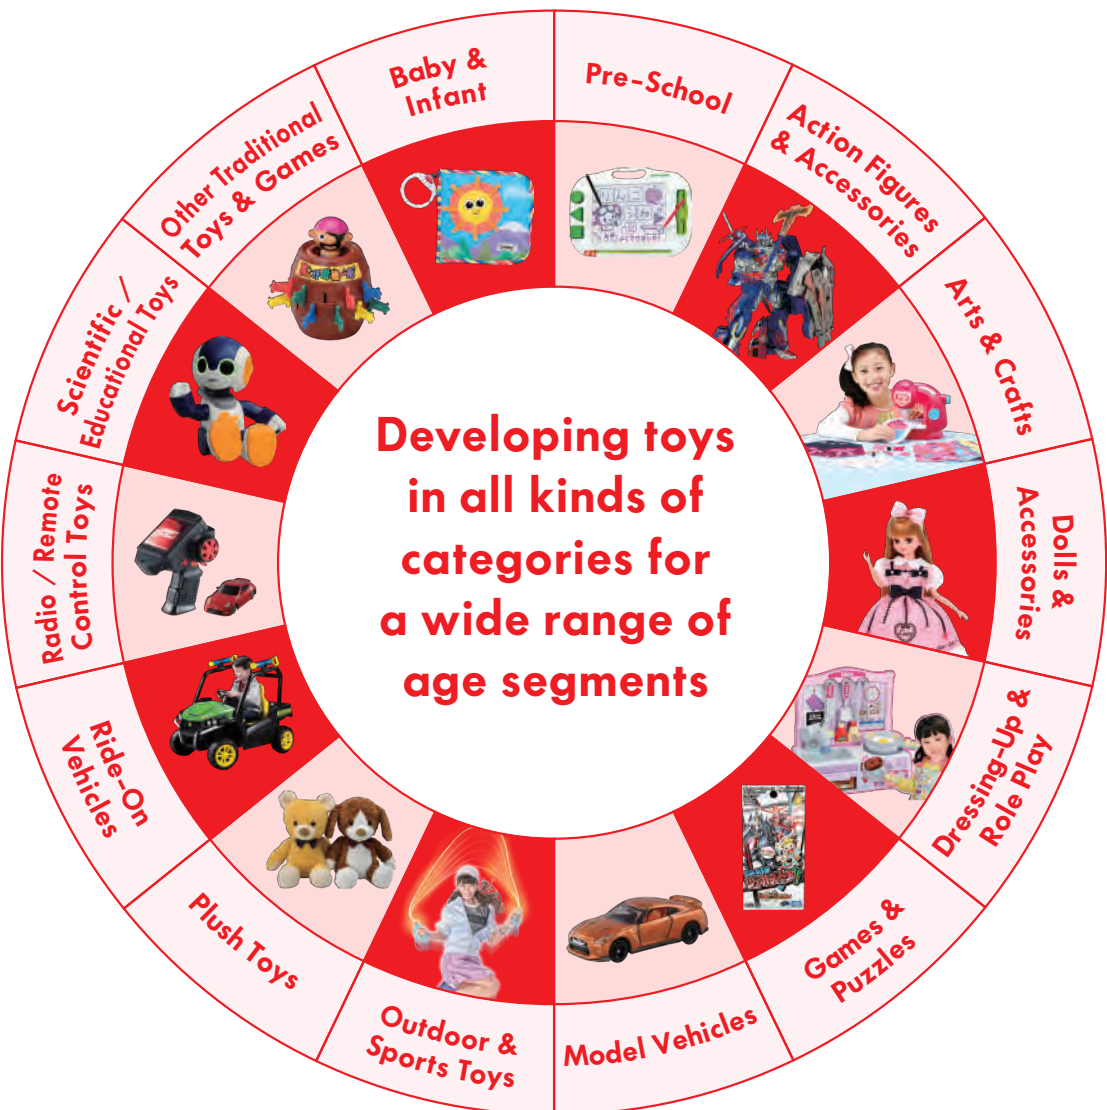 Developing toys
in all kinds of
categories for
a wide range of
age segments
Pre-School
Action Figures
& Accessories
Arts & Crafts
Dolls &
Accessories
Dressing-Up &
Role Play
Games &
Puzzles
Model Vehicles
Outdoor &
Sports Toys
Plush Toys
Ride-On
Vehicles
Radio / Remote
Control Toys
Scientific /
Educational Toys
Other Traditional
Toys & Games
Baby &
Infant